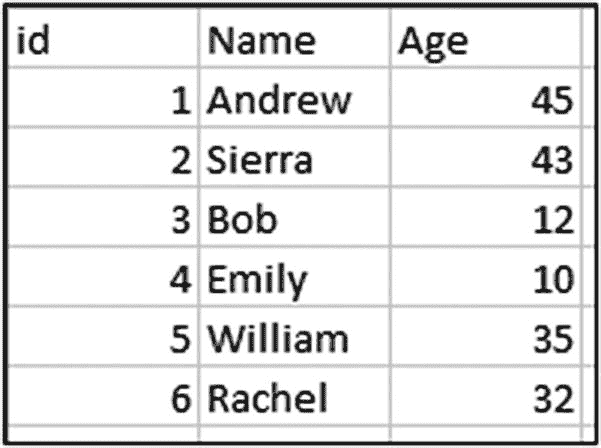 id Name Age
1 Andrew 45
2 Sierra 43
3 Bob 12
4 Emily 10
5 William 35
6 Rachel 32